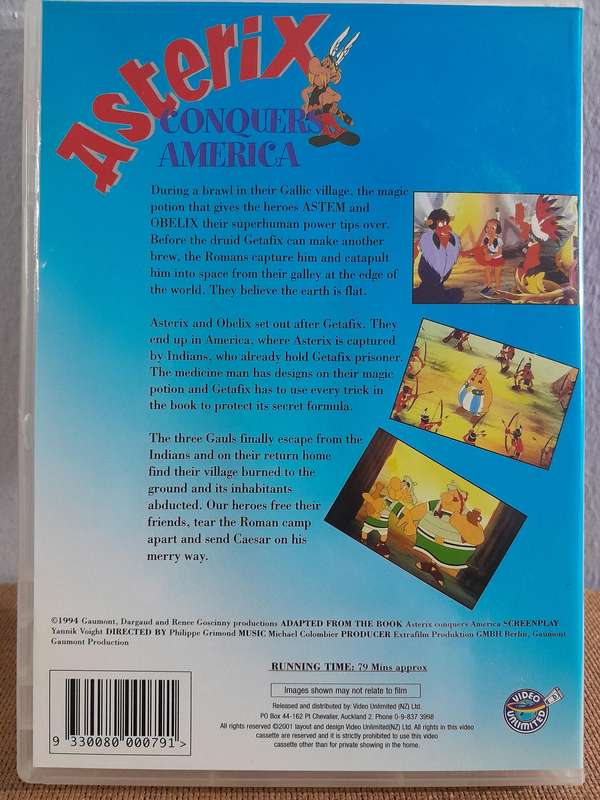 Asterix
CONQUERS
AMERICA
During a brawl in their Gallic village, the magic
potion that gives the heroes ASTEM and
OBELIX their superhuman power tips over.
Before the druid Getafix can make another
brew, the Romans capture him and catapult
him into space from their galley at the edge of
the world. They believe the earth is flat.
Asterix and Obelix set out after Getafix. They
end up in America, where Asterix is captured
by Indians, who already hold Getafix prisoner.
The medicine man has designs on their magic
potion and Getafix has to use every trick in
the book to protect its secret formula.
The three Gauls finally escape from the
Indians and on their return home
find their village burned to the
ground and its inhabitants
abducted. Our heroes free their
friends, tear the Roman camp
apart and send Caesar on his
merry way.
©1994 Gaumont, Dargaud and Renee Goscinny productions ADAPTED FROM THE BOOK Asterix conquers America SCREENPLAY
Yannik Voight DIRECTED BY Philippe Grimond MUSIC Michael Colombier PRODUCER Extrafilm Produktion GMBH Berlin, Gaumont
Gaumont Production
RUNNING TIME: 79 Mins approx
Images shown may not relate to film
Released and distributed by: Video Unlimited (NZ) Ltd.
PO Box 44-162 Pt Chevalier, Auckland 2. Phone 0-9-837 3998
All rights reserved ©2001 layout and design Video Unlimited(NZ) Ltd. All rights in this video
cassette are reserved and it is strictly prohibited to use this video
cassette other than for private showing in the home.
VIDEO
UNLIMITED
9 330080 000791>